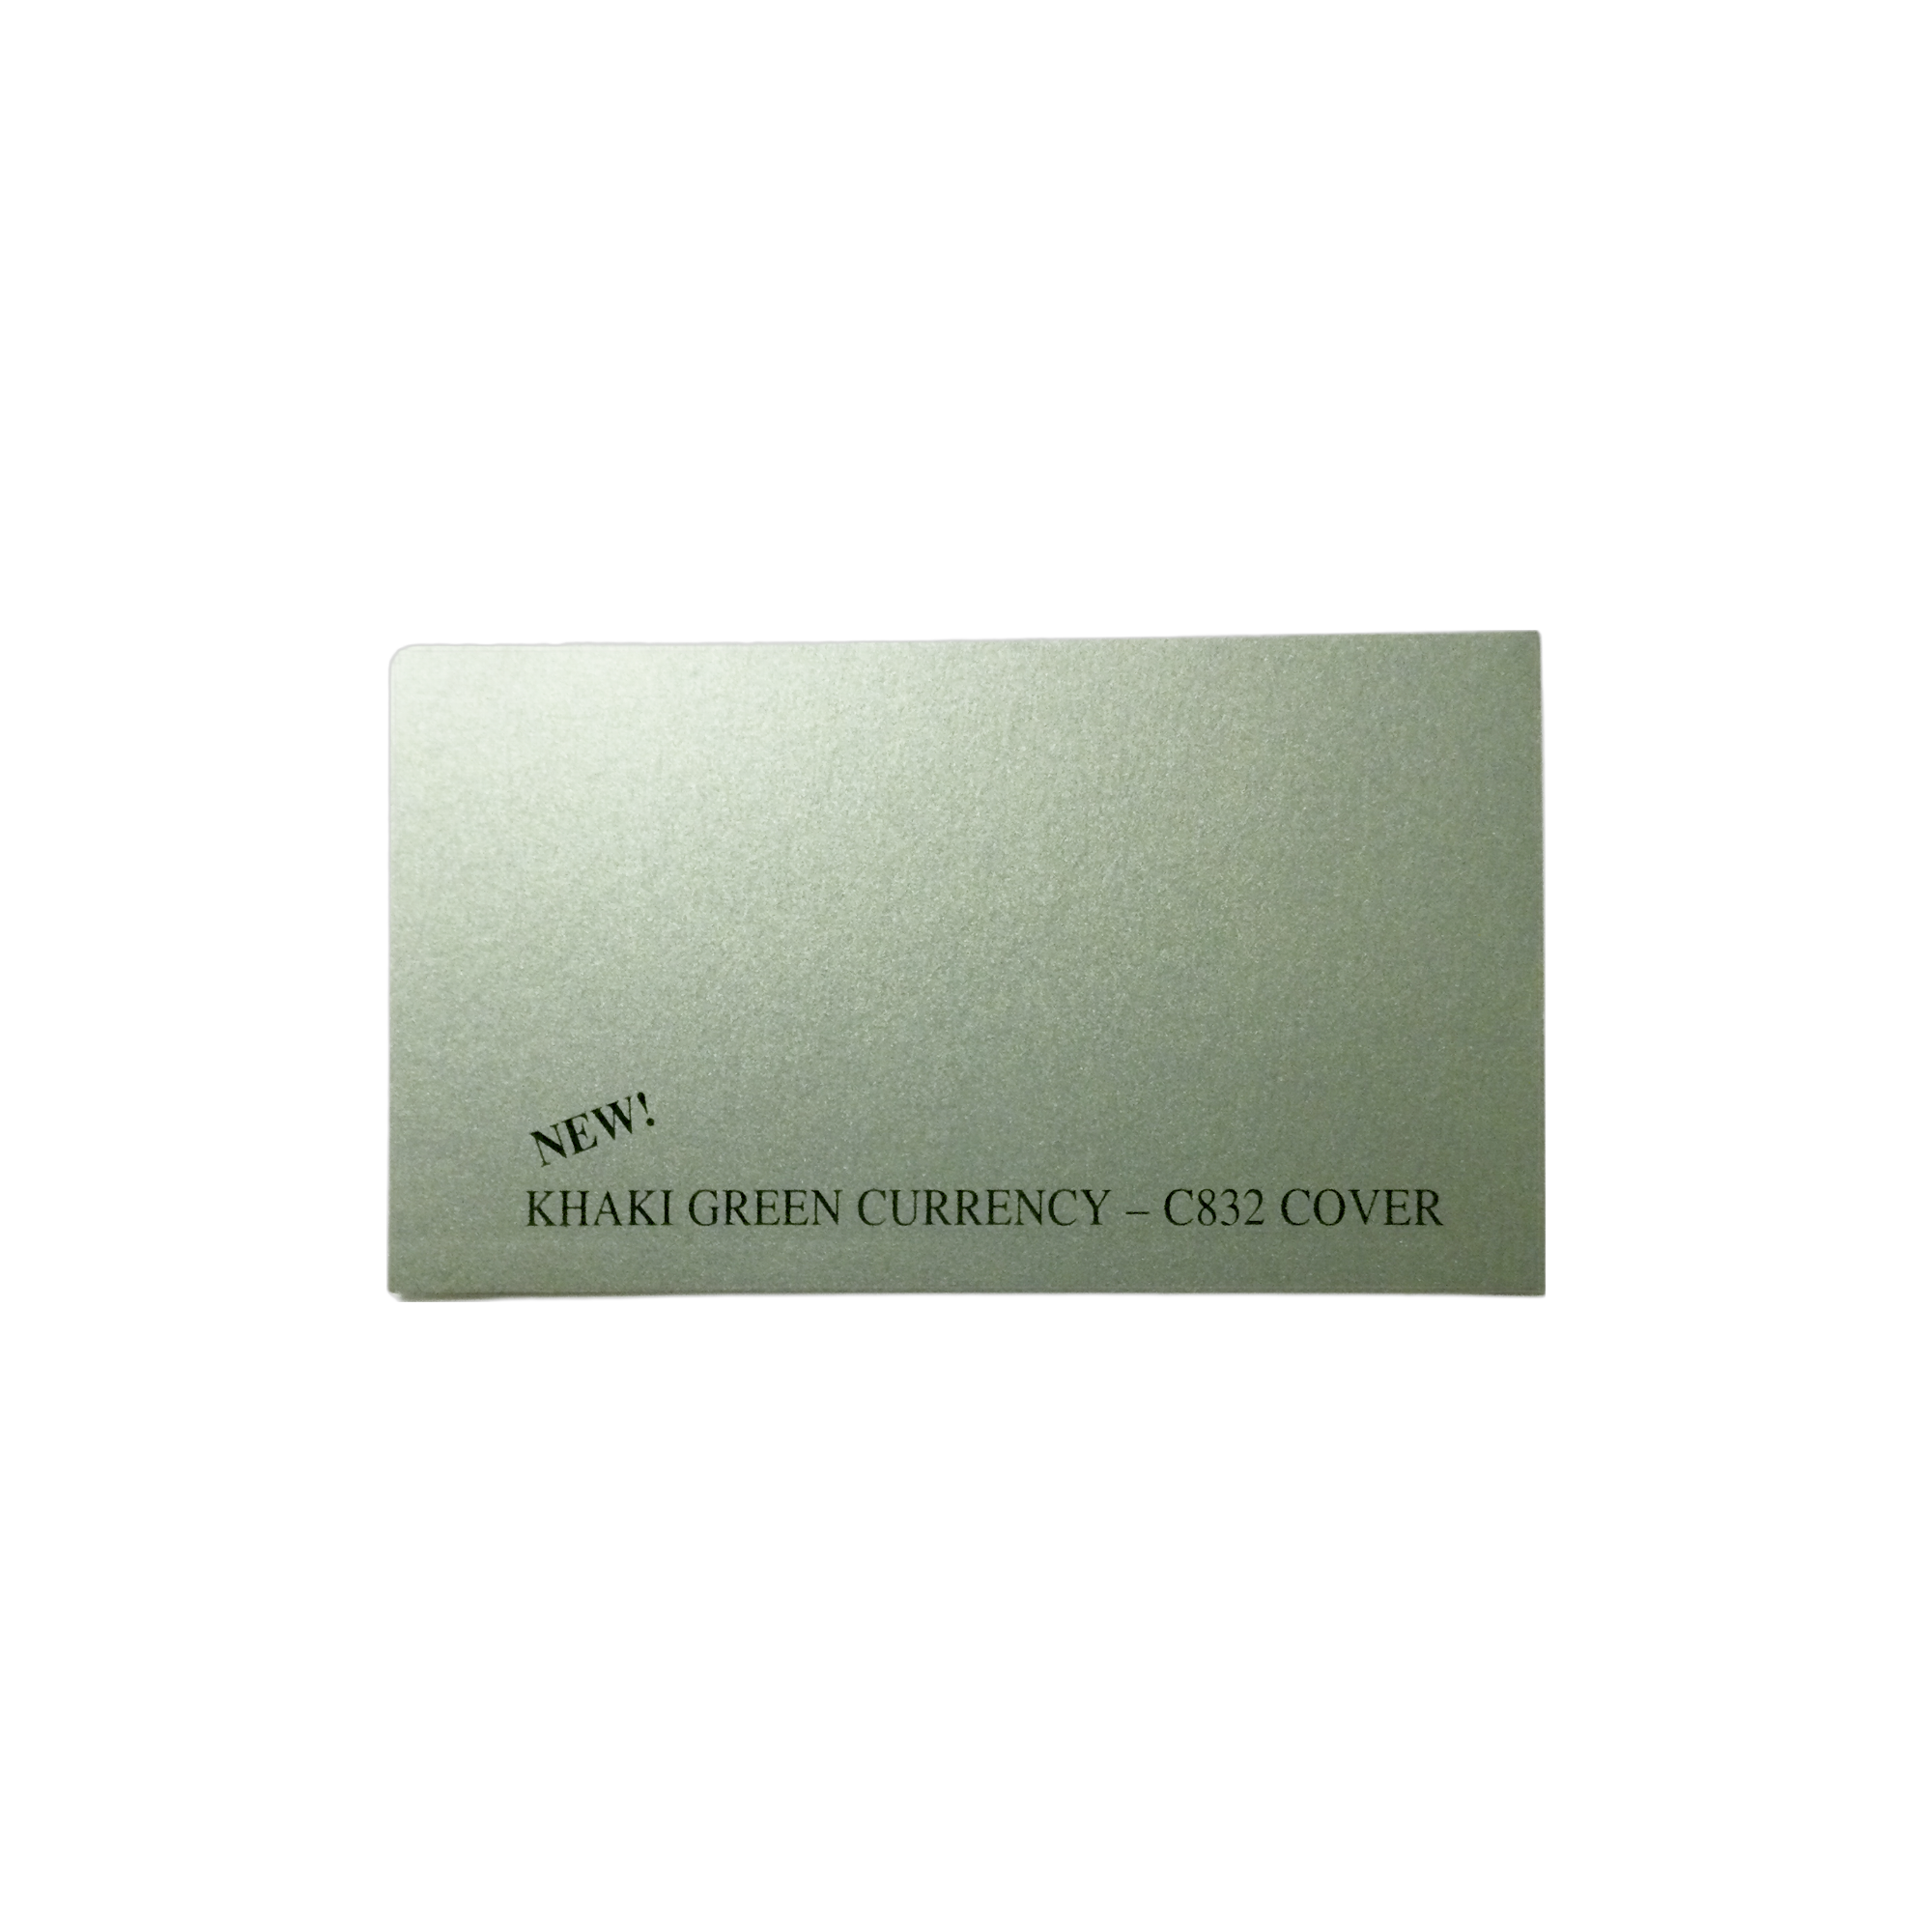 NEW!
KHAKI GREEN CURRENCY – C832 COVER